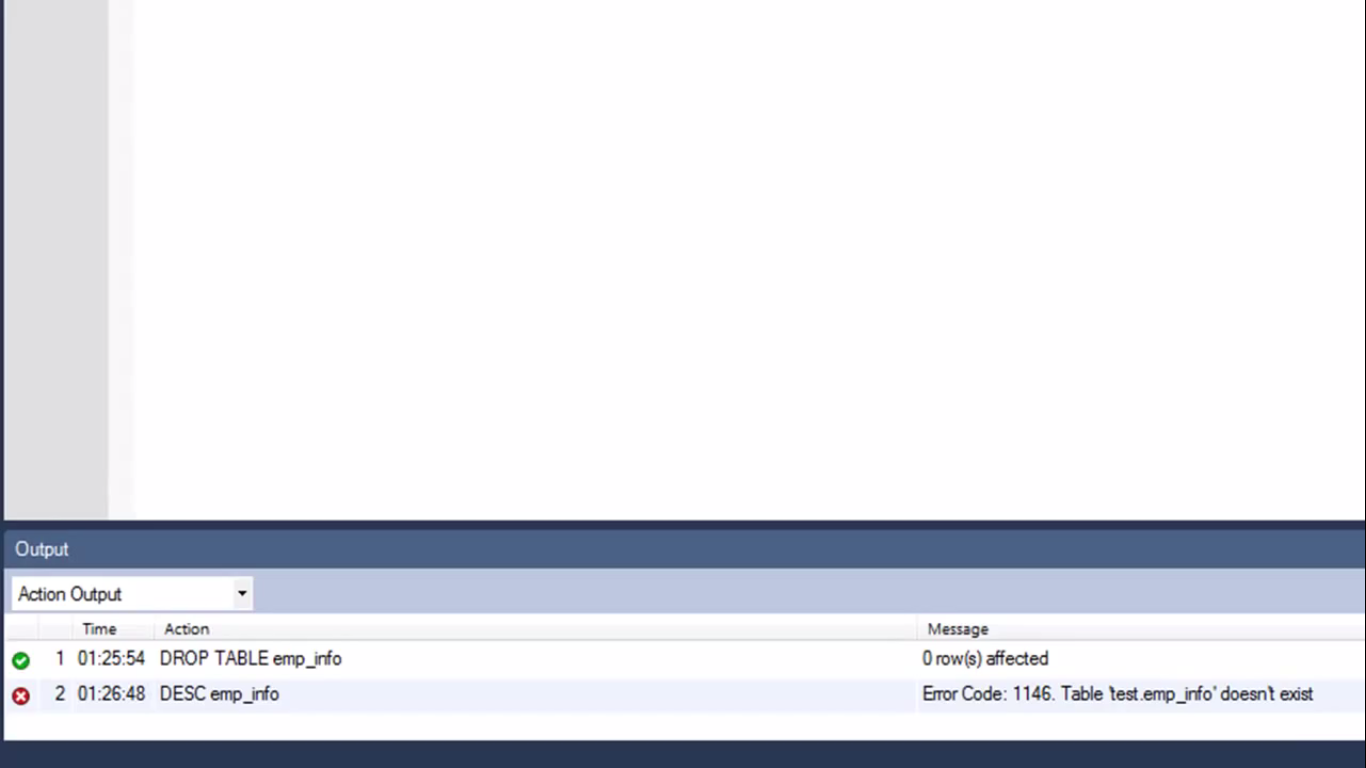 Output
Action Output
Time Action Message
1 01:25:54 DROP TABLE emp_info 0 row(s) affected
2 01:26:48 DESC emp_info Error Code: 1146. Table 'test.emp_info' doesn't exist